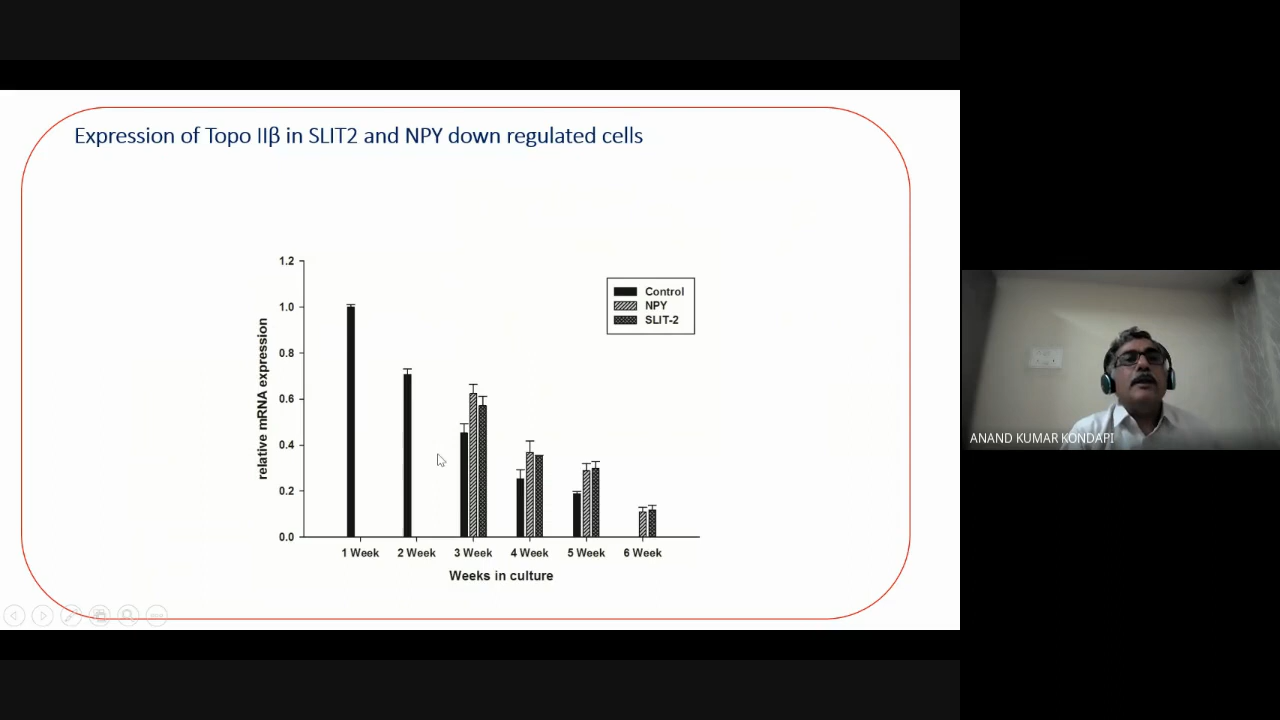 Expression of Topo IIβ in SLIT2 and NPY down regulated cells
1.2
1.0
0.8
0.6
0.4
0.2
0.0
relative mRNA expression
Control
NPY
SLIT-2
1 Week 2 Week 3 Week 4 Week 5 Week 6 Week
Weeks in culture
ANAND KUMAR KONDAPI